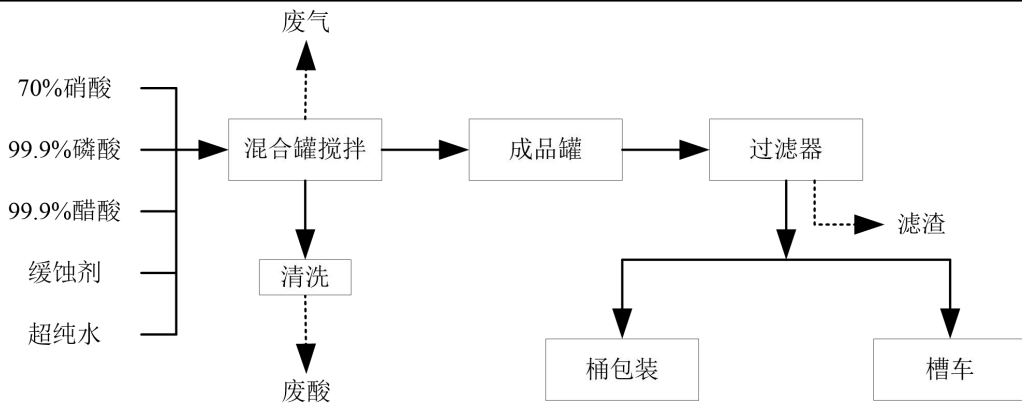 废气
70%硝酸
99.9%磷酸
混合罐搅拌
成品罐
过滤器
99.9%醋酸
滤渣
缓蚀剂
清洗
超纯水
桶包装
槽车
废酸